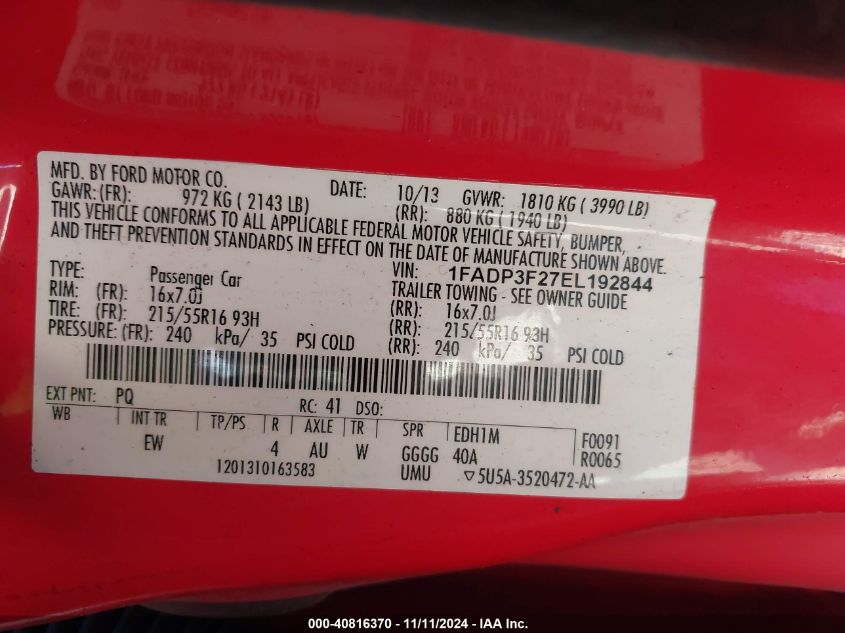 MFD. BY FORD MOTOR CO.
DATE: 10/13 GVWR: 1810 KG ( 3990 LB)
GAWR: (FR): 972 KG ( 2143 LB) (RR): 880 KG ( 1940 LB)
THIS VEHICLE CONFORMS TO ALL APPLICABLE FEDERAL MOTOR VEHICLE SAFETY, BUMPER,
AND THEFT PREVENTION STANDARDS IN EFFECT ON THE DATE OF MANUFACTURE SHOWN ABOVE.
VIN: 1FADP3F27EL192844
TYPE: Passenger Car TRAILER TOWING - SEE OWNER GUIDE
RIM: (FR): 16x7.0J (RR): 16x7.0J
TIRE: (FR): 215/55R16 93H (RR): 215/55R16 93H
PRESSURE: (FR): 240 kPa/ 35 PSI COLD (RR): 240 kPa/ 35 PSI COLD
EXT PNT: PQ RC: 41 DSO:
WB INT TR TP/PS R AXLE TR SPR EDH1M F0091
EW 4 AU W GGGG 40A R0065
1201310163583 UMU ▽5U5A-3520472-AA
000-40816370 - 11/11/2024 - IAA Inc.